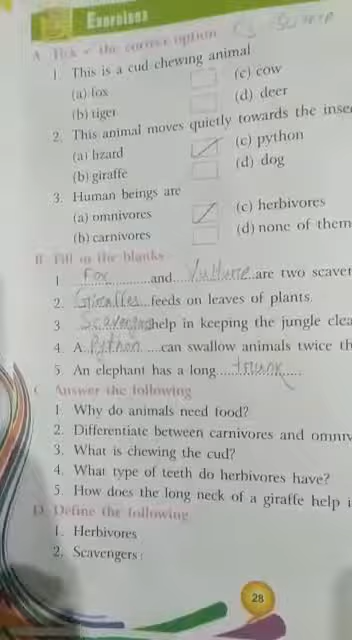 Exercises
A. Tick ✓ the correct option
1. This is a cud chewing animal
(a) fox
(c) cow
(b) tiger
(d) deer
2. This animal moves quietly towards the inse
(a) lizard
(c) python
(b) giraffe
(d) dog
3. Human beings are
(a) omnivores
(c) herbivores
(b) carnivores
(d) none of them
B. Fill in the blanks
1. Fox and Vulture are two scaven
2. Giraffes feeds on leaves of plants.
3. help in keeping the jungle clea
4. A Python can swallow animals twice th
5. An elephant has a long trunk
C. Answer the following
1. Why do animals need food?
2. Differentiate between carnivores and omniv
3. What is chewing the cud?
4. What type of teeth do herbivores have?
5. How does the long neck of a giraffe help i
D. Define the following
1. Herbivores
2. Scavengers:
28